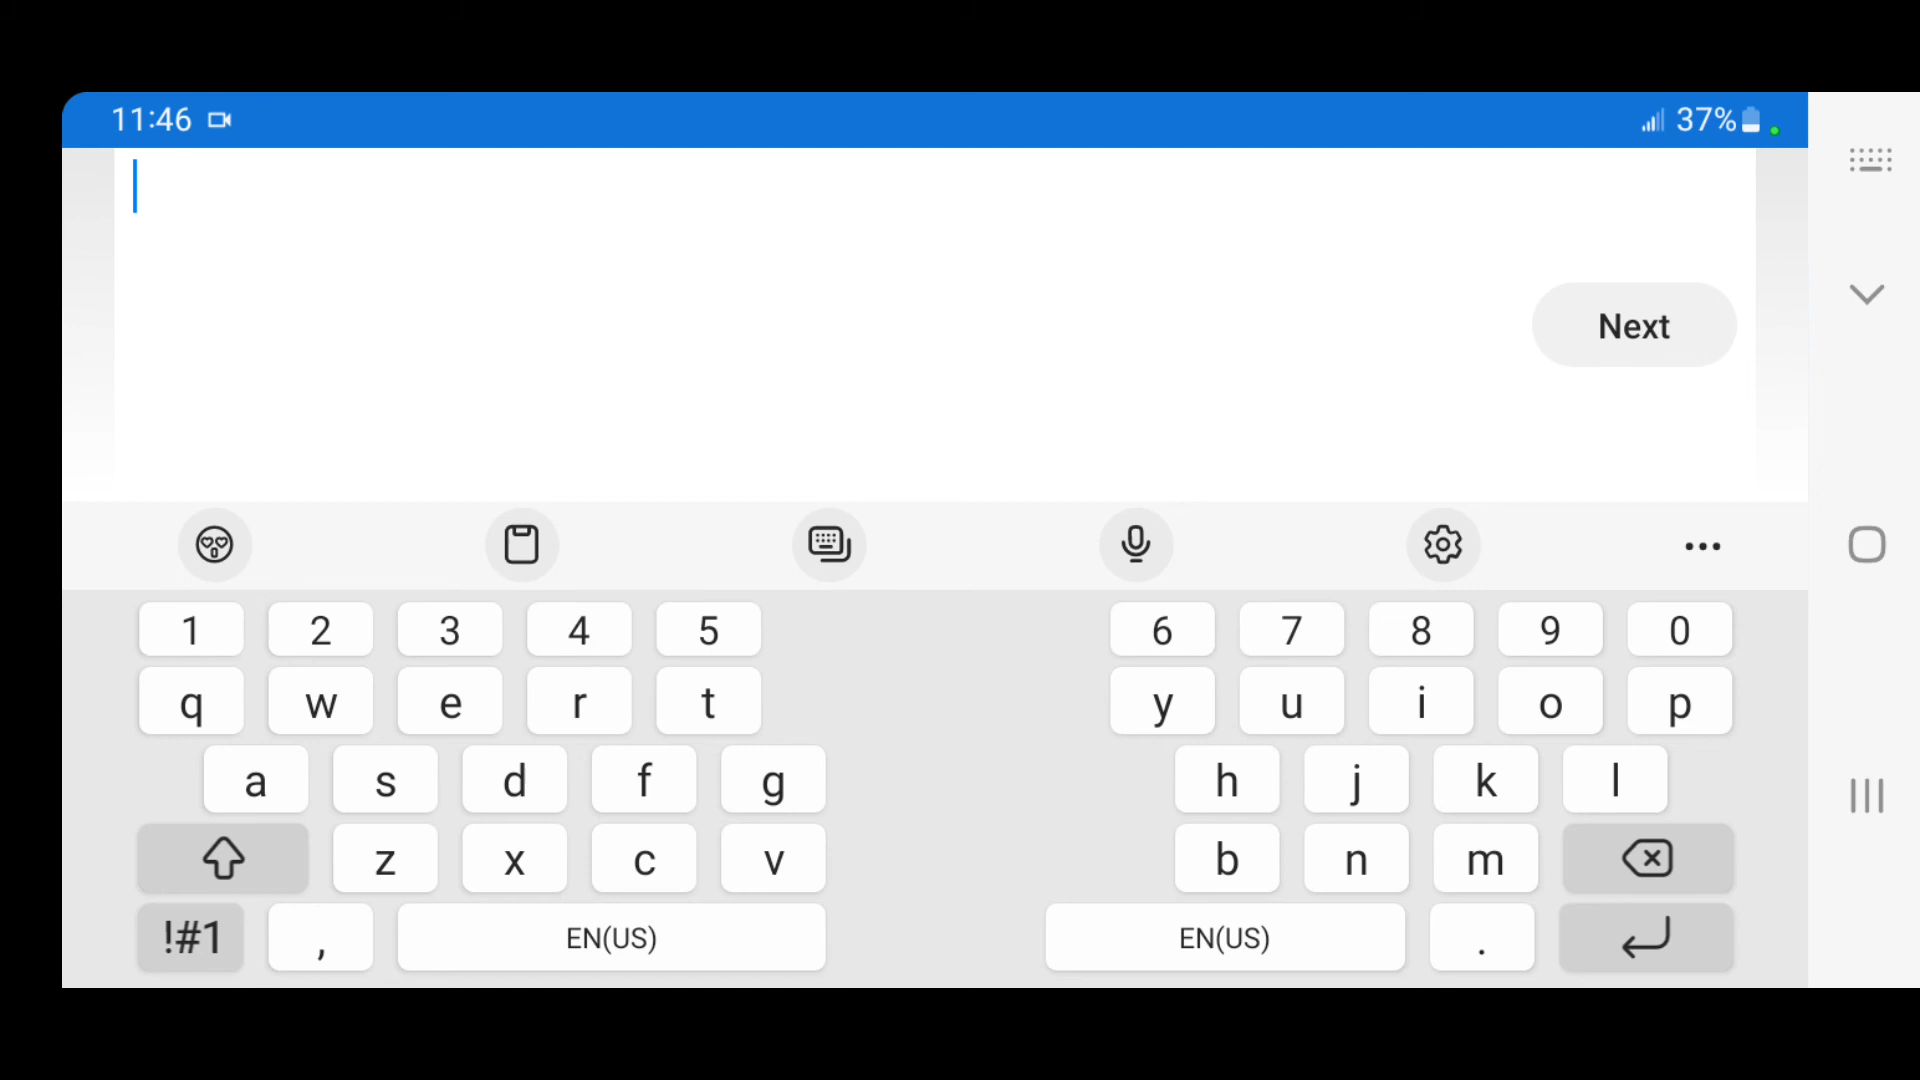 11:46 37%
Next
1 2 3 4 5 6 7 8 9 0
q w e r t y u i o p
a s d f g h j k l
z x c v b n m
!#1 , EN(US) EN(US) .